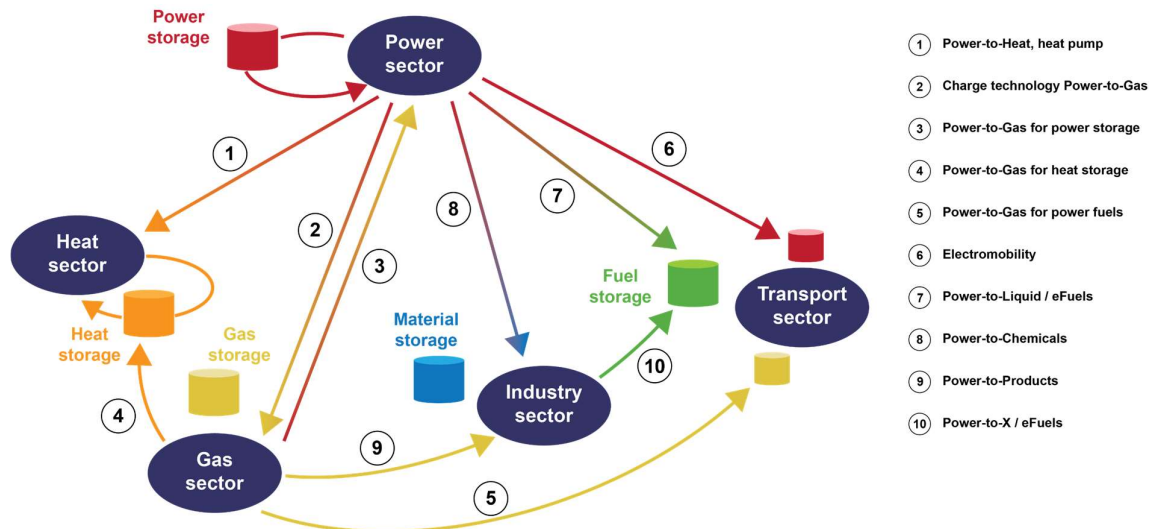 Power
storage
Power
sector
1
2
3
4
5
6
7
8
9
10
Heat
sector
Heat
storage
Gas
storage
Gas
sector
Material
storage
Industry
sector
Fuel
storage
Transport
sector
1 Power-to-Heat, heat pump
2 Charge technology Power-to-Gas
3 Power-to-Gas for power storage
4 Power-to-Gas for heat storage
5 Power-to-Gas for power fuels
6 Electromobility
7 Power-to-Liquid / eFuels
8 Power-to-Chemicals
9 Power-to-Products
10 Power-to-X / eFuels